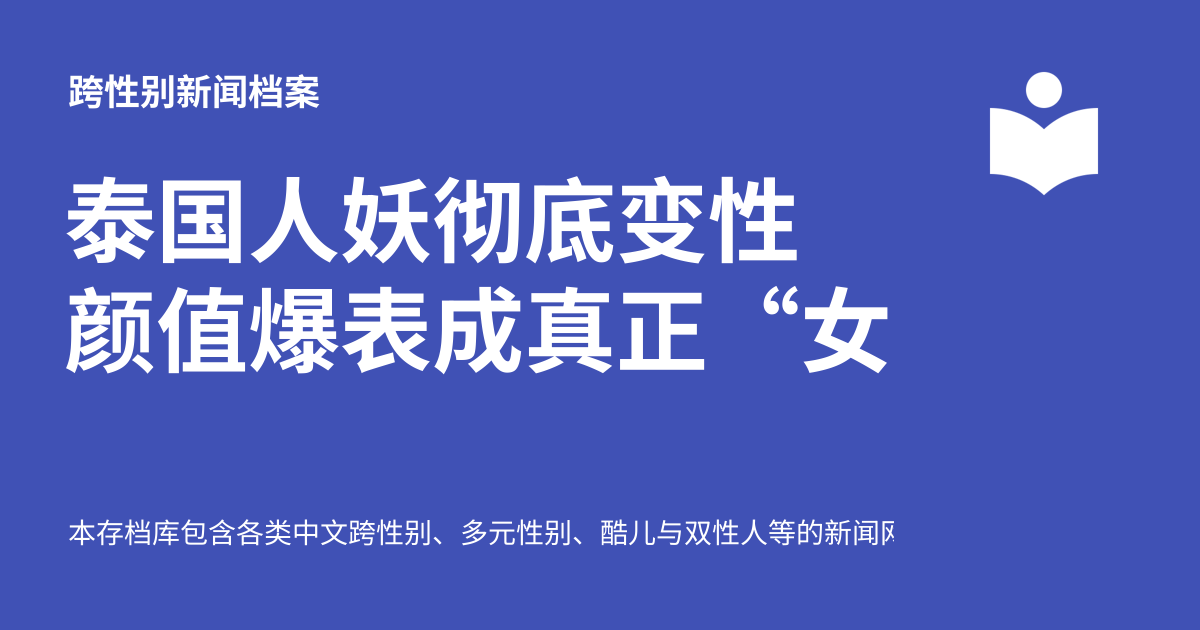 跨性别新闻档案
泰国人妖彻底变性
颜值爆表成真正“女
本存档库包含各类中文跨性别、多元性别、酷儿与双性人等的新闻